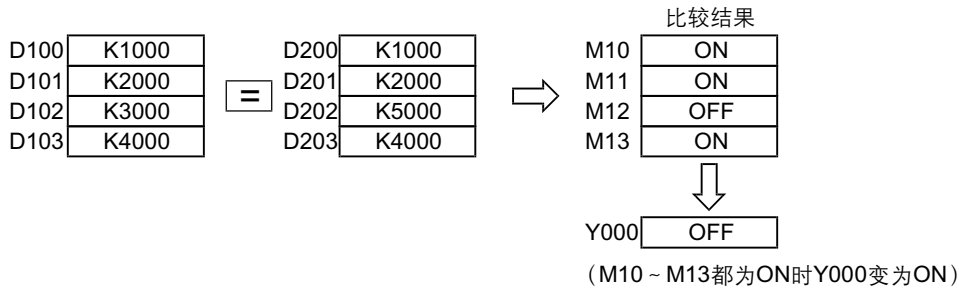 比较结果
D100 K1000 D200 K1000 M10 ON
D101 K2000 = D201 K2000 M11 ON
D102 K3000 D202 K5000 M12 OFF
D103 K4000 D203 K4000 M13 ON
Y000 OFF
(M10~M13都为ON时Y000变为ON)